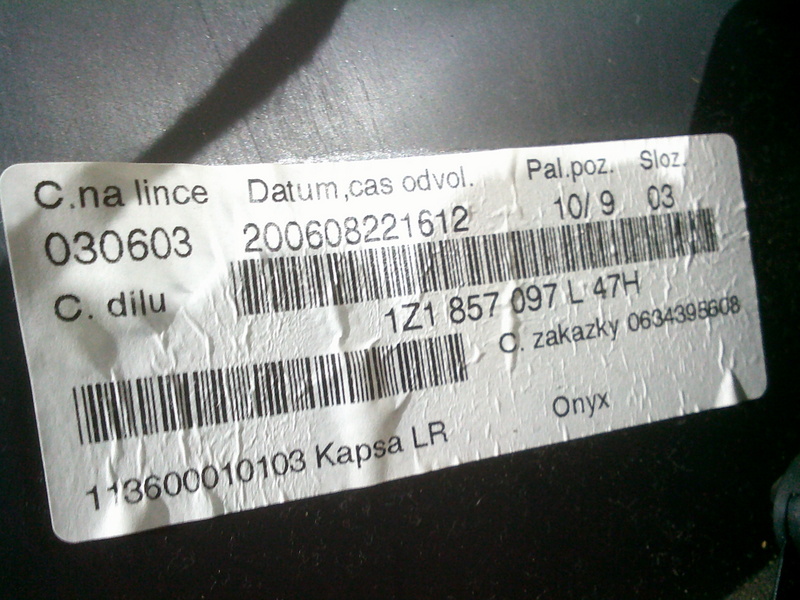 C.na lince Datum,cas odvol. Pal.poz. Sloz.
030603 200608221612 10/ 9 03
C. dilu 1Z1 857 097 L 47H
C. zakazky 0634395608
113600010103 Kapsa LR Onyx